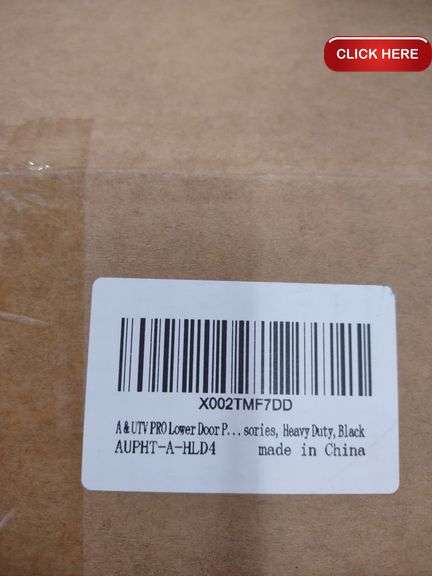 CLICK HERE
X002TMF7DD
A & UTV PRO Lower Door P...sories, Heavy Duty, Black
AUPHT-A-HLD4 made in China